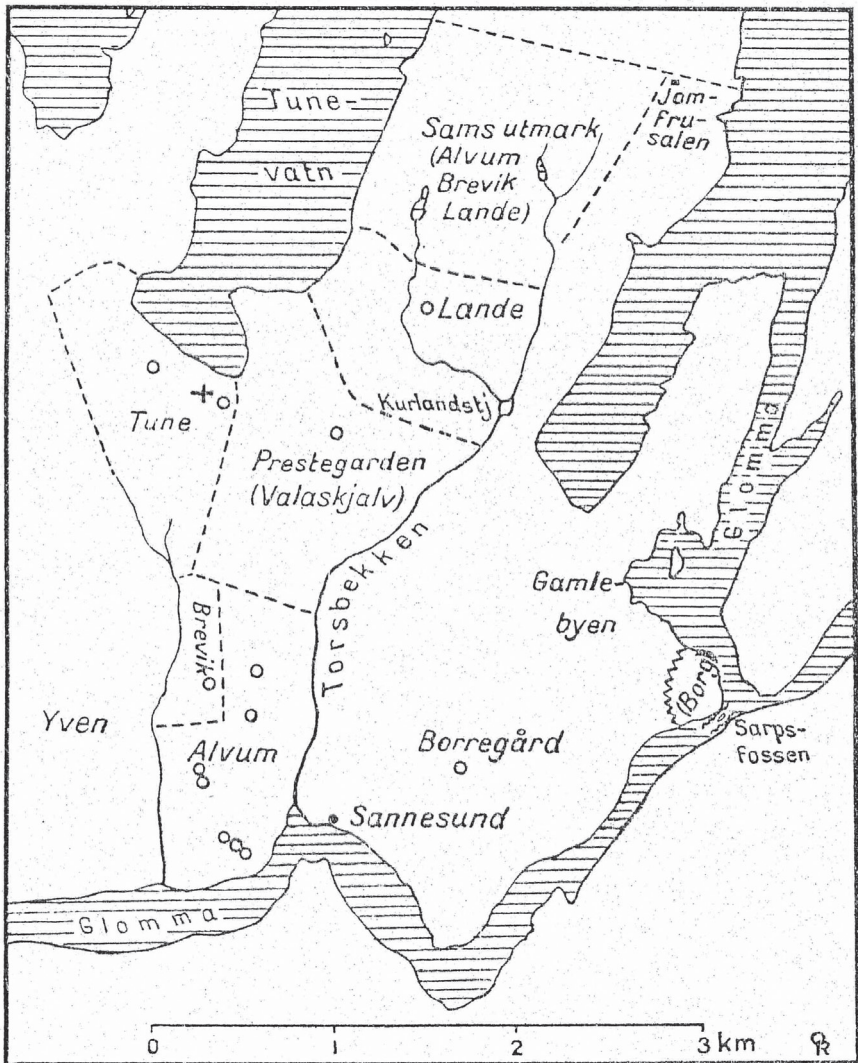 Tune-
vatn
Jom-
fru-
salen
Sams utmark
(Alvum
Brevik
Lande)
Lande
Kurlandstj
Tune
Prestegarden
(Valaskjalv)
Torsbekken
Glomma
Gamle-
byen
(Borg)
Brevik
Yven
Alvum
Borregård
Sarps-
fossen
Sannesund
Glomma
0 1 2 3 km